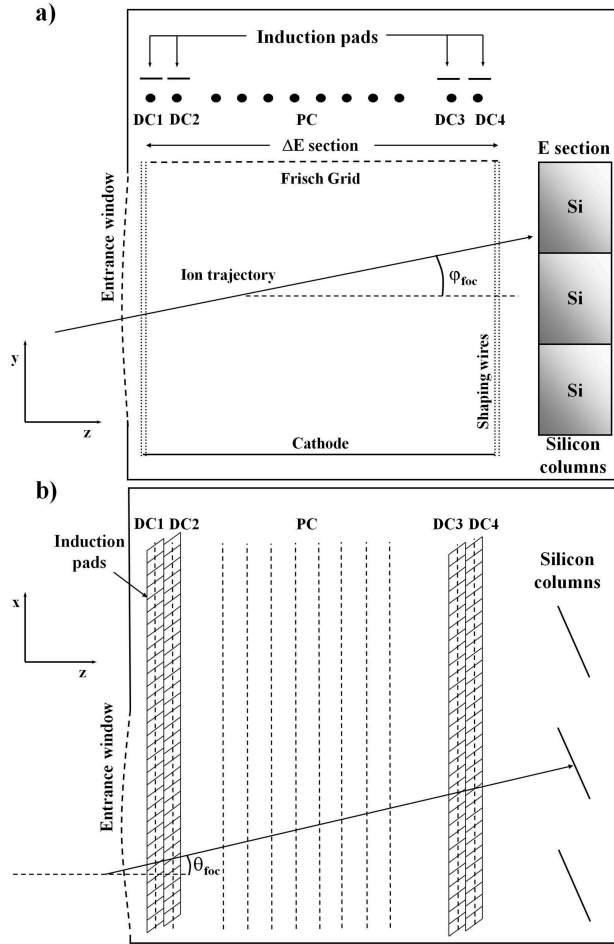 a)
Induction pads
DC1 DC2 PC DC3 DC4
ΔE section
E section
Frisch Grid
Entrance window
Si
Ion trajectory
φfoc
Si
y
z
Shaping wires
Si
Cathode
Silicon
columns
b)
DC1 DC2 PC DC3 DC4
Induction
pads
Silicon
columns
x
z
Entrance window
θfoc